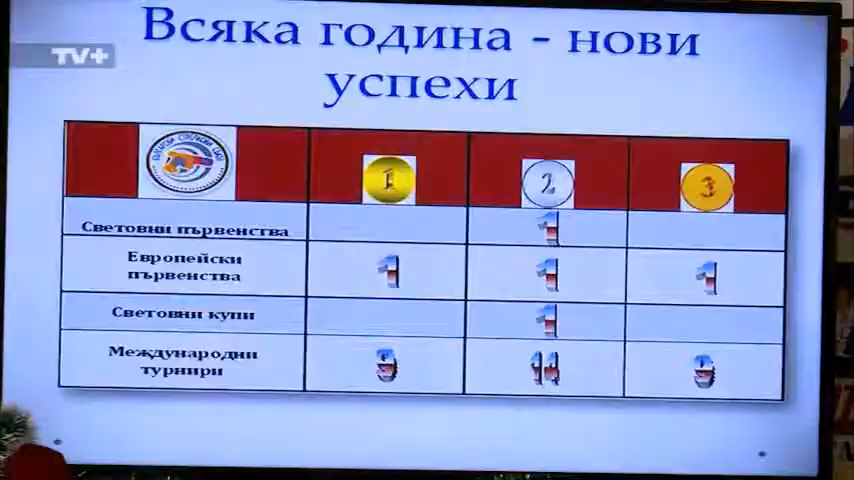 TV+
Всяка година - нови
успехи
1 2 3
Световни първенства 1
Европейски
първенства 1 1 1
Световни купи 1
Международни
турнири 14